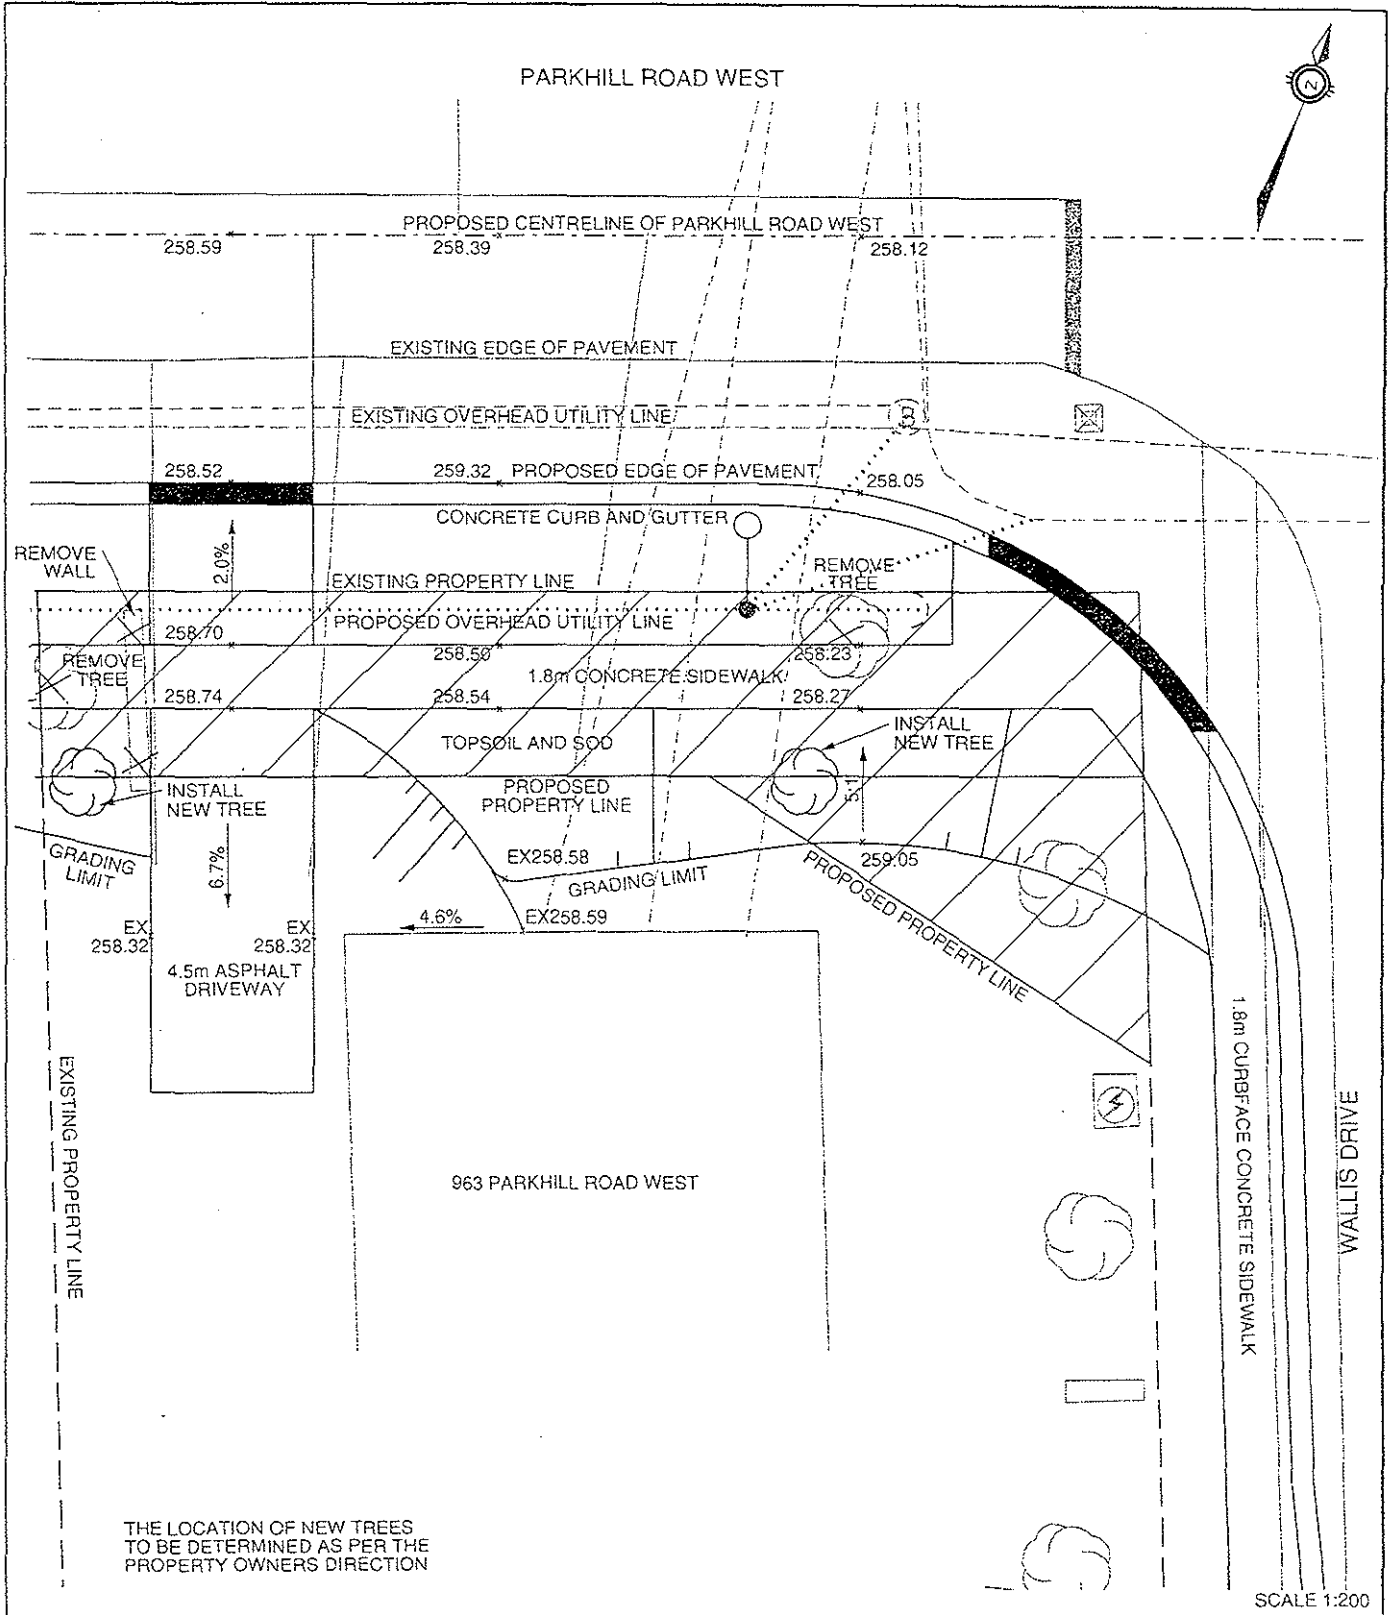 PARKHILL ROAD WEST
N
PROPOSED CENTRELINE OF PARKHILL ROAD WEST
258.59
258.39
258.12
EXISTING EDGE OF PAVEMENT
EXISTING OVERHEAD UTILITY LINE
258.52
259.32
PROPOSED EDGE OF PAVEMENT
258.05
CONCRETE CURB AND GUTTER
REMOVE
WALL
2.0%
EXISTING PROPERTY LINE
REMOVE
TREE
PROPOSED OVERHEAD UTILITY LINE
258.70
258.50
258.23
REMOVE
TREE
1.8m CONCRETE SIDEWALK
258.74
258.54
258.27
INSTALL
NEW TREE
TOPSOIL AND SOD
INSTALL
NEW TREE
PROPOSED
PROPERTY LINE
5:1
GRADING
LIMIT
6.7%
EX258.58
GRADING LIMIT
259.05
PROPOSED PROPERTY LINE
4.6%
EX258.59
EX
258.32
EX
258.32
4.5m ASPHALT
DRIVEWAY
EXISTING PROPERTY LINE
1.8m CURBFACE CONCRETE SIDEWALK
WALLIS DRIVE
963 PARKHILL ROAD WEST
THE LOCATION OF NEW TREES
TO BE DETERMINED AS PER THE
PROPERTY OWNERS DIRECTION
SCALE 1:200